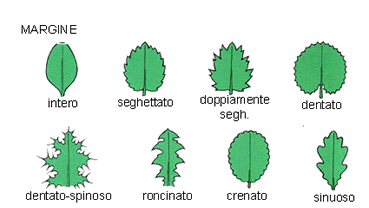 MARGINE
intero
seghettato
doppiamente
segh.
dentato
dentato-spinoso
roncinato
crenato
sinuoso